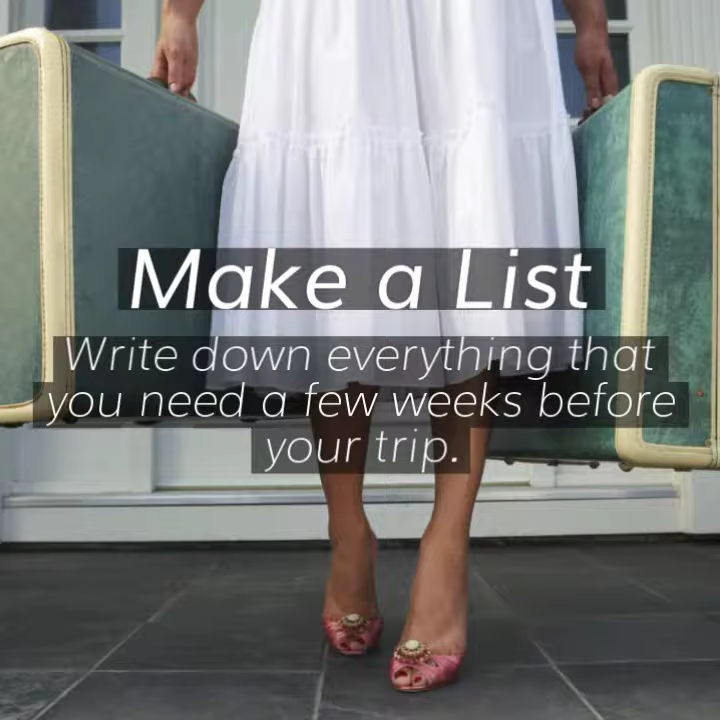 Make a List
Write down everything that
you need a few weeks before
your trip.